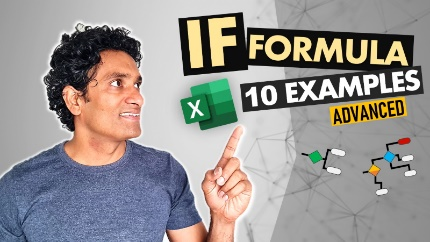 IF FORMULA
X 10 EXAMPLES
ADVANCED